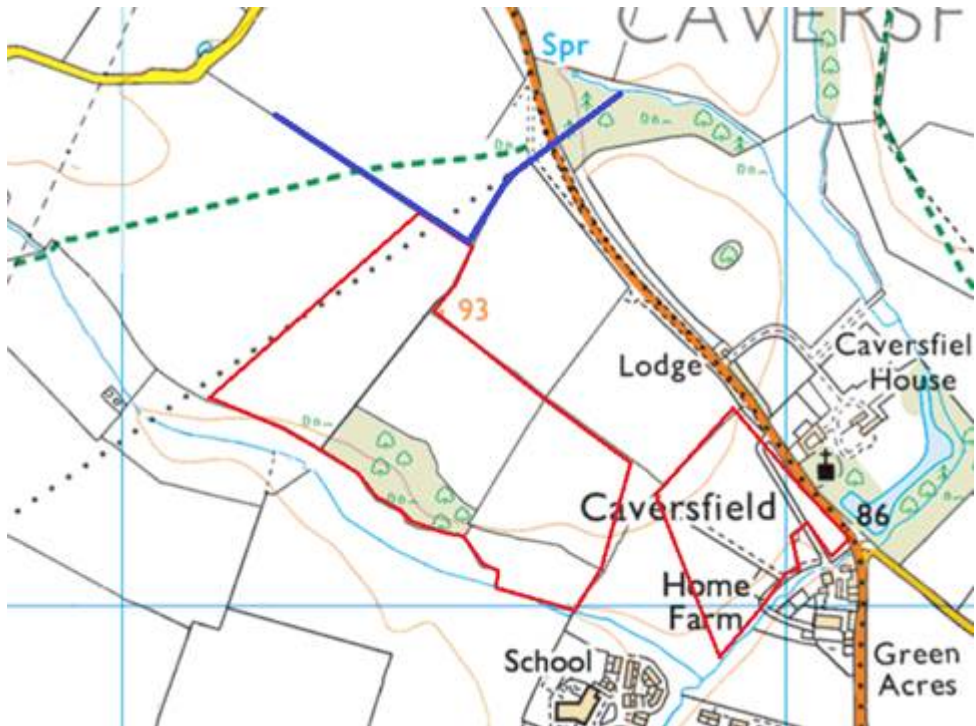 CAVERSF
Spr
93
Lodge
Caversfiel
House
Caversfield
86
Home
Farm
School
Green
Acres